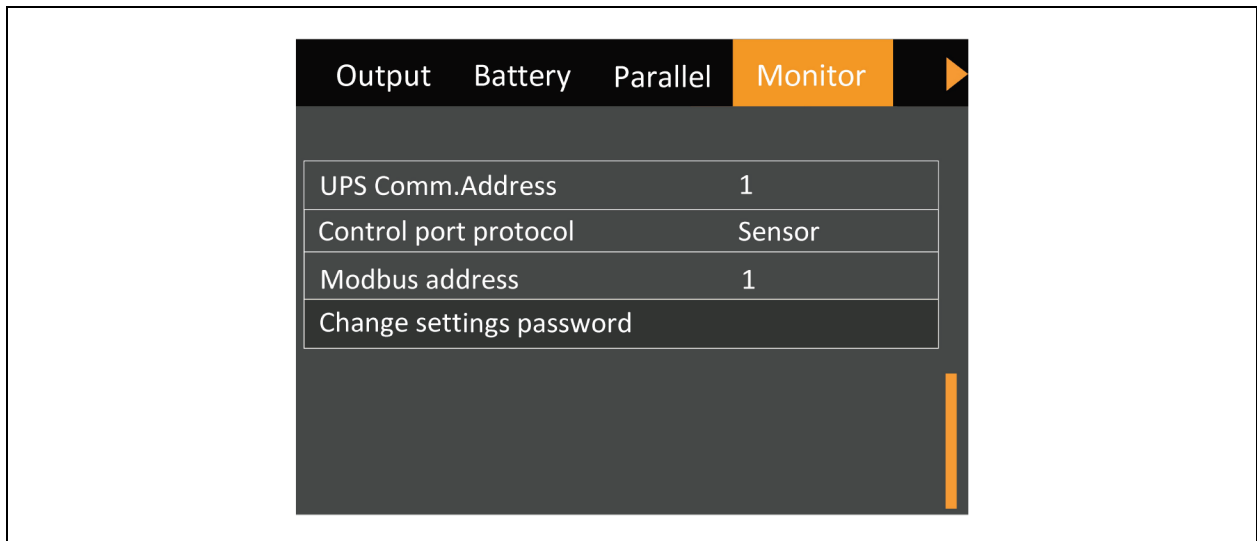 Output Battery Parallel Monitor
UPS Comm.Address 1
Control port protocol Sensor
Modbus address 1
Change settings password